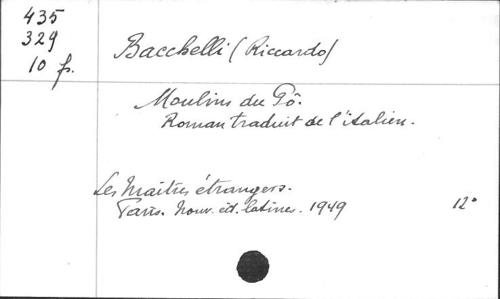 435
329
10 fr.
Bacchelli (Riccardo)
Moulins du Pô.
Roman traduit de l'italien.
Les Maîtres étrangers.
Paris. Nouv. éd. latines. 1949 12°